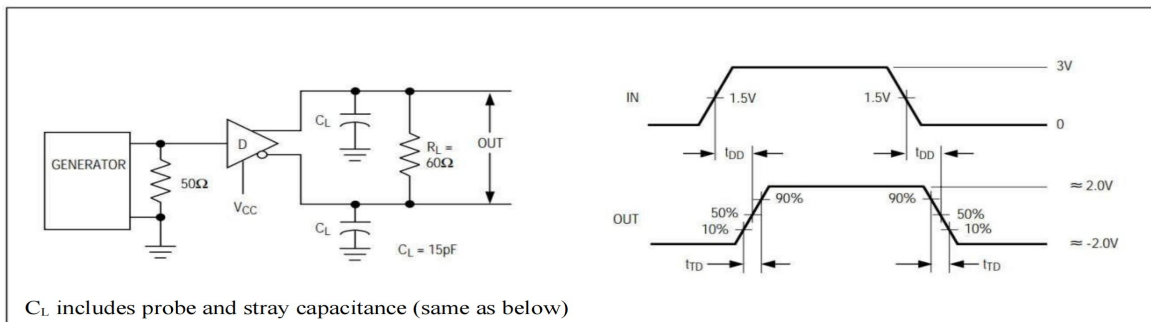 GENERATOR
50Ω
D
VCC
CL
CL
RL =
60Ω
OUT
CL = 15pF
IN
1.5V
1.5V
3V
0
tDD
tDD
OUT
90%
50%
10%
90%
50%
10%
≈ 2.0V
≈ -2.0V
tTD
tTD
CL includes probe and stray capacitance (same as below)